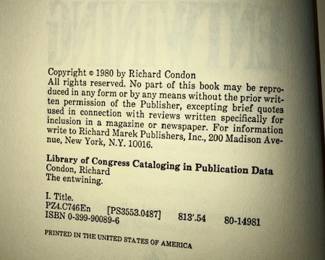 Copyright © 1980 by Richard Condon
All rights reserved. No part of this book may be repro-
duced in any form or by any means without the prior writ-
ten permission of the Publisher, excepting brief quotes
used in connection with reviews written specifically for
inclusion in a magazine or newspaper. For information
write to Richard Marek Publishers, Inc., 200 Madison Ave-
nue, New York, N.Y. 10016.
Library of Congress Cataloging in Publication Data
Condon, Richard
The entwining.
I. Title.
PZ4.C746En [PS3553.0487] 813'.54 80-14981
ISBN 0-399-90089-6
PRINTED IN THE UNITED STATES OF AMERICA